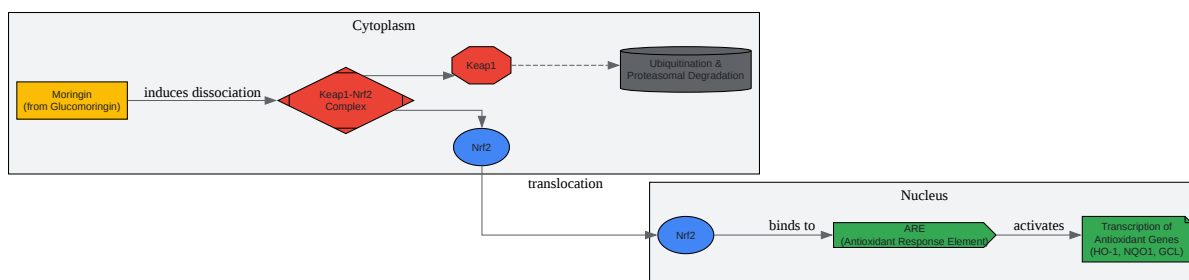 Cytoplasm
Moringin
(from Glucomoringin)
induces dissociation
Keap1-Nrf2
Complex
Keap1
Ubiquitination &
Proteasomal Degradation
Nrf2
translocation
Nucleus
Nrf2
binds to
ARE
(Antioxidant Response Element)
activates
Transcription of
Antioxidant Genes
(HO-1, NQO1, GCL)